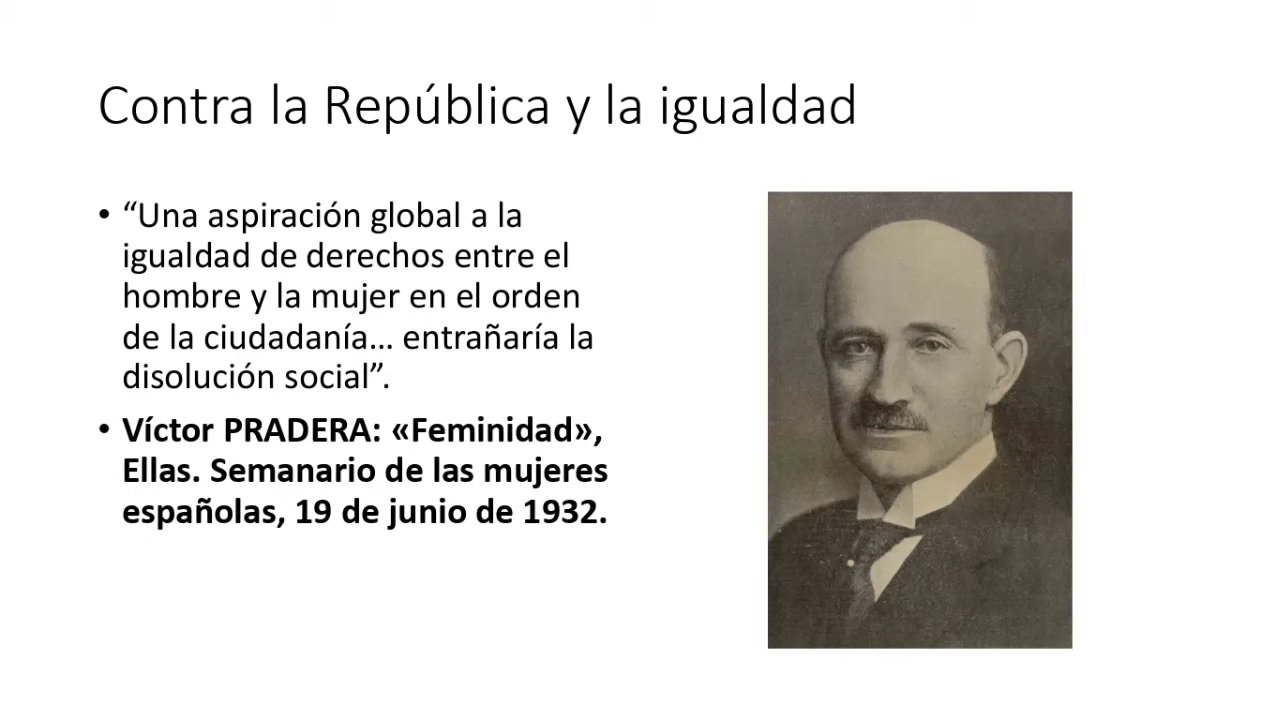 Contra la República y la igualdad
• “Una aspiración global a la
igualdad de derechos entre el
hombre y la mujer en el orden
de la ciudadanía… entrañaría la
disolución social”.
• Víctor PRADERA: «Feminidad»,
Ellas. Semanario de las mujeres
españolas, 19 de junio de 1932.